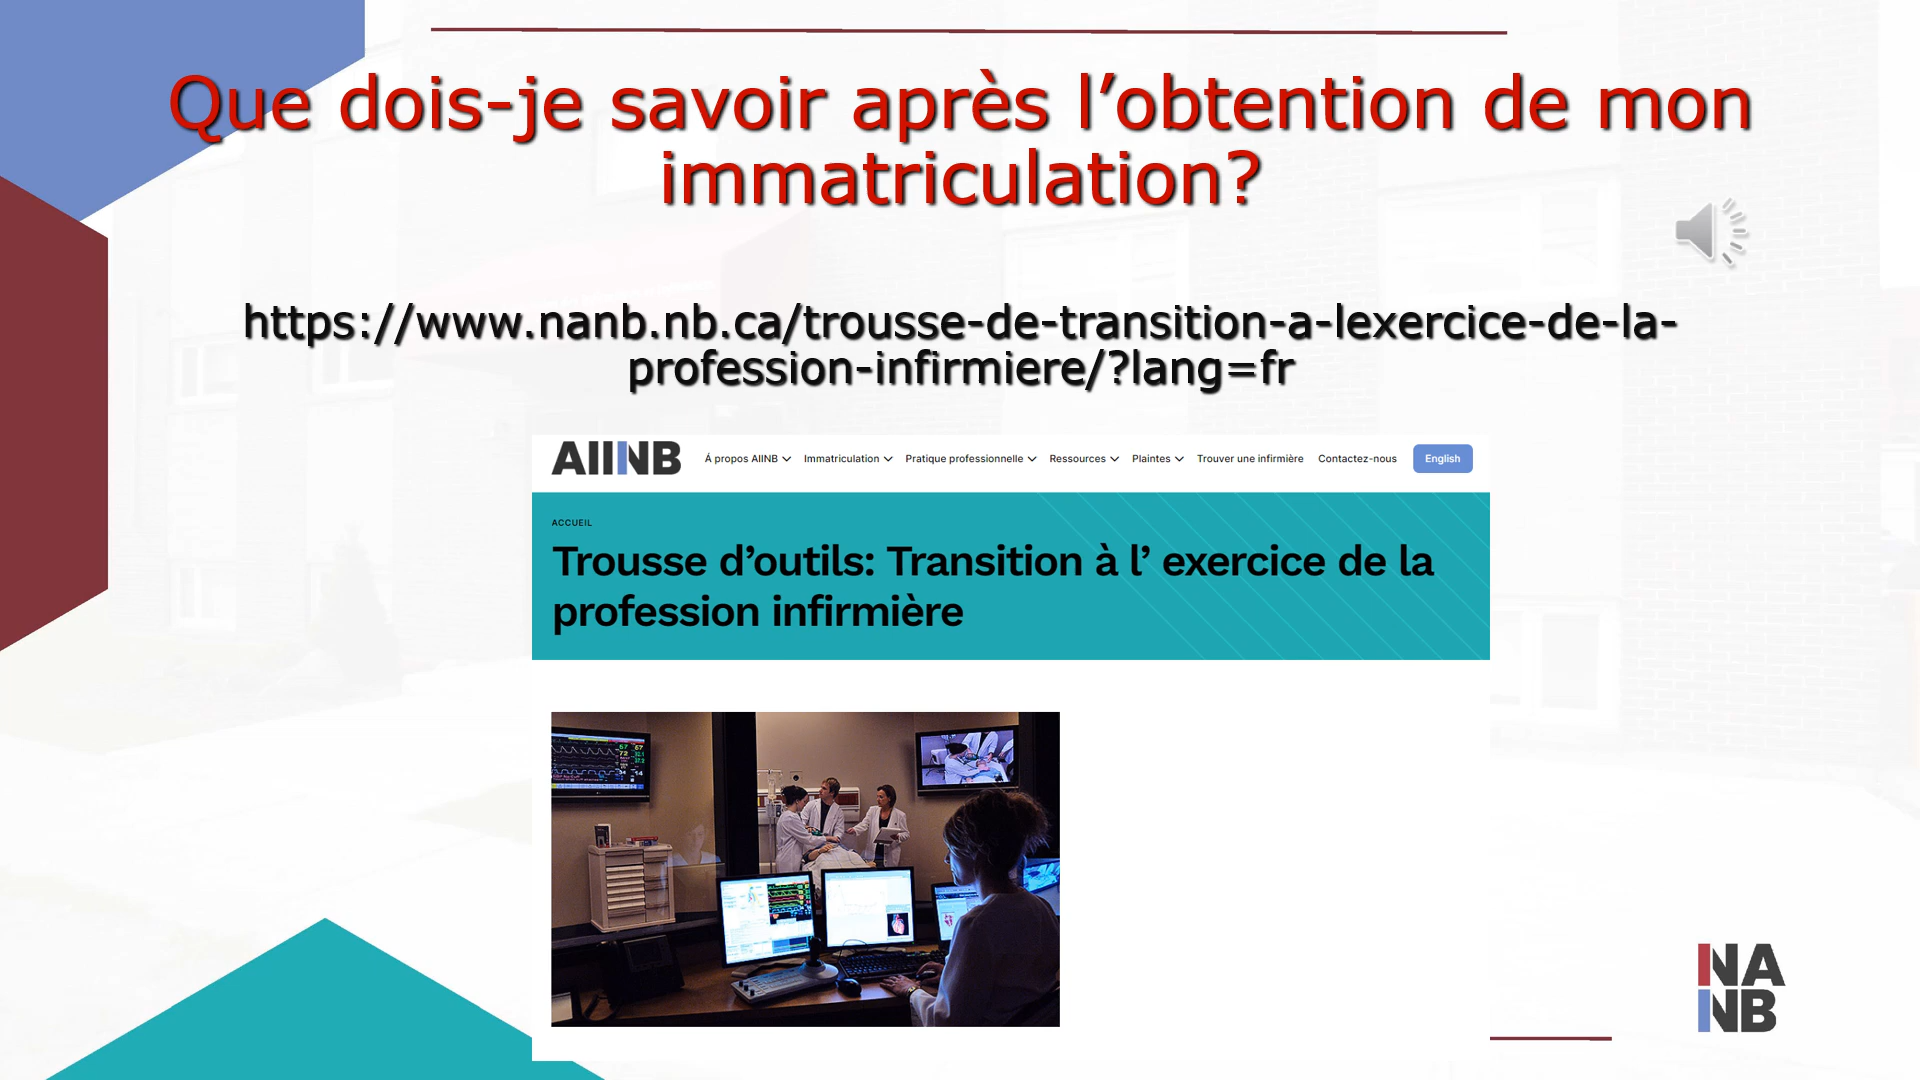 Que dois-je savoir après l’obtention de mon
immatriculation?
https://www.nanb.nb.ca/trousse-de-transition-a-lexercice-de-la-
profession-infirmiere/?lang=fr
AIINB Á propos AIINB Immatriculation Pratique professionnelle Ressources Plaintes Trouver une infirmière Contactez-nous English
ACCUEIL
Trousse d’outils: Transition à l’ exercice de la
profession infirmière
NA
NB